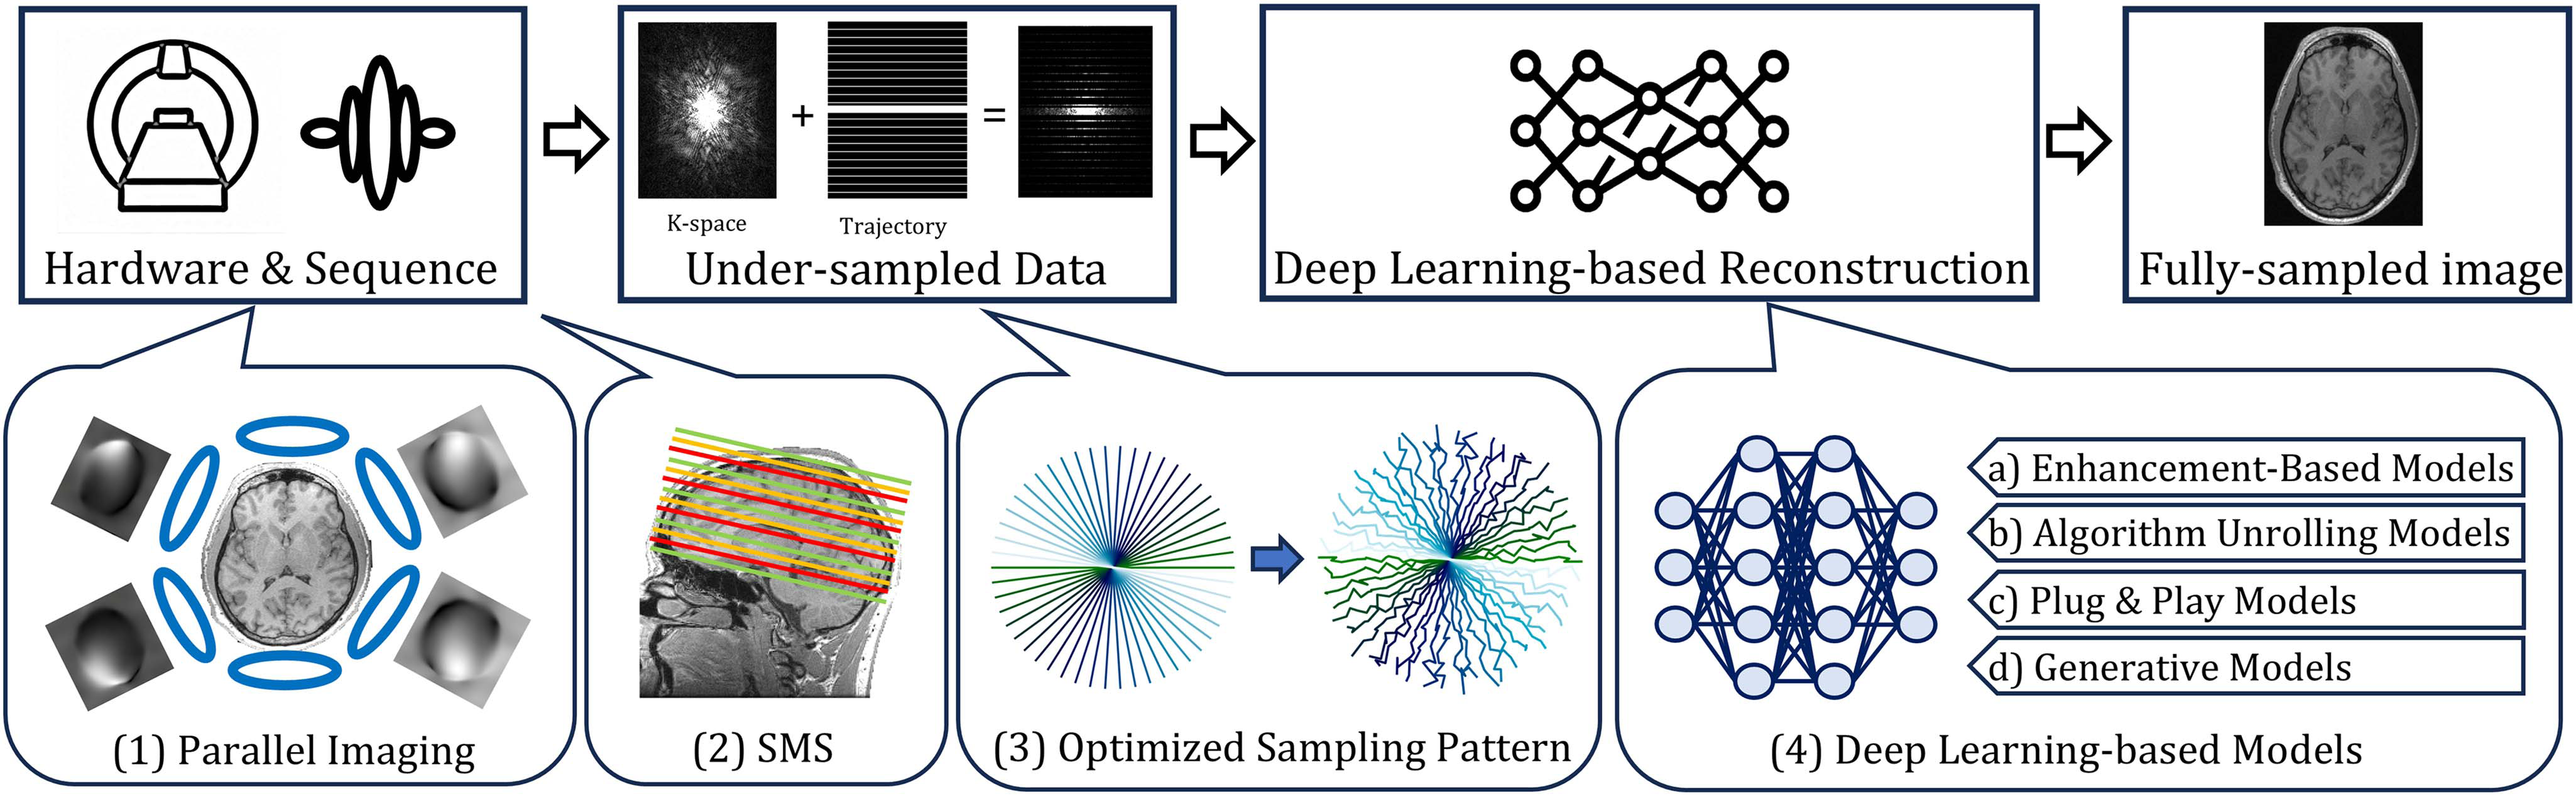 K-space
+
Trajectory
=
Hardware & Sequence
Under-sampled Data
Deep Learning-based Reconstruction
Fully-sampled image
(1) Parallel Imaging
(2) SMS
(3) Optimized Sampling Pattern
a) Enhancement-Based Models
b) Algorithm Unrolling Models
c) Plug & Play Models
d) Generative Models
(4) Deep Learning-based Models